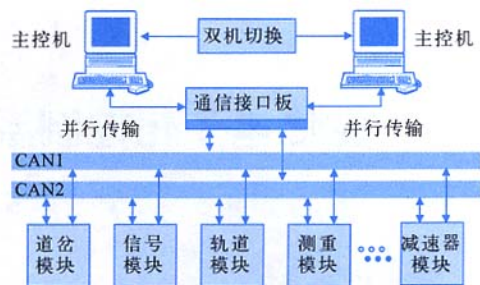 主控机
双机切换
主控机
通信接口板
并行传输
并行传输
CAN1
CAN2
道岔
模块
信号
模块
轨道
模块
测重
模块
减速器
模块